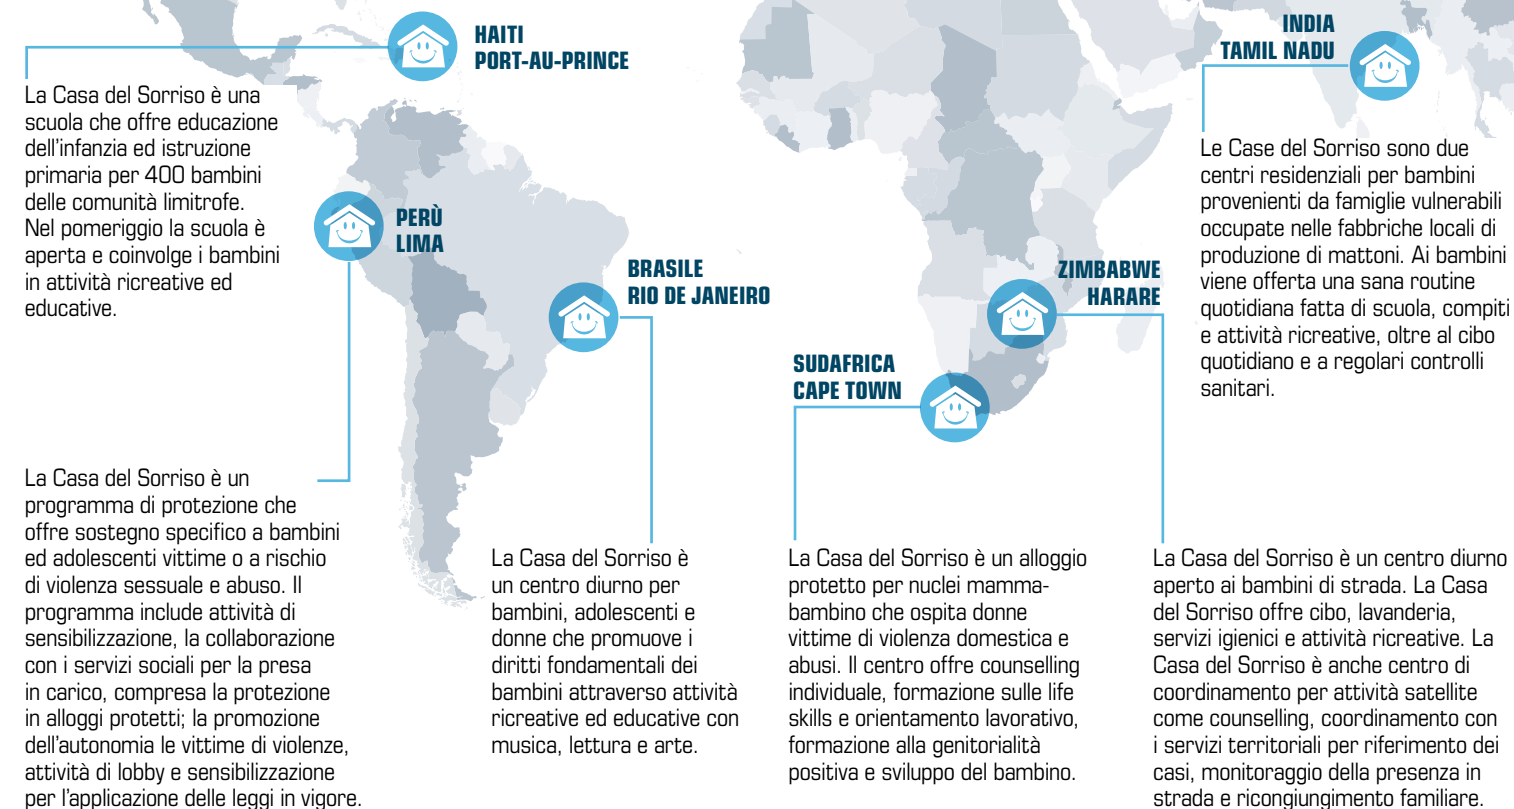 HAITI
PORT-AU-PRINCE
La Casa del Sorriso è una
scuola che offre educazione
dell'infanzia ed istruzione
primaria per 400 bambini
delle comunità limitrofe.
Nel pomeriggio la scuola è
aperta e coinvolge i bambini
in attività ricreative ed
educative.
PERÙ
LIMA
La Casa del Sorriso è un
programma di protezione che
offre sostegno specifico a bambini
ed adolescenti vittime o a rischio
di violenza sessuale e abuso. Il
programma include attività di
sensibilizzazione, la collaborazione
con i servizi sociali per la presa
in carico, compresa la protezione
in alloggi protetti; la promozione
dell'autonomia le vittime di violenze,
attività di lobby e sensibilizzazione
per l'applicazione delle leggi in vigore.
BRASILE
RIO DE JANEIRO
La Casa del Sorriso è
un centro diurno per
bambini, adolescenti e
donne che promuove i
diritti fondamentali dei
bambini attraverso attività
ricreative ed educative con
musica, lettura e arte.
SUDAFRICA
CAPE TOWN
La Casa del Sorriso è un alloggio
protetto per nuclei mamma-
bambino che ospita donne
vittime di violenza domestica e
abusi. Il centro offre counselling
individuale, formazione sulle life
skills e orientamento lavorativo,
formazione alla genitorialità
positiva e sviluppo del bambino.
ZIMBABWE
HARARE
La Casa del Sorriso è un centro diurno
aperto ai bambini di strada. La Casa
del Sorriso offre cibo, lavanderia,
servizi igienici e attività ricreative. La
Casa del Sorriso è anche centro di
coordinamento per attività satellite
come counselling, coordinamento con
i servizi territoriali per riferimento dei
casi, monitoraggio della presenza in
strada e ricongiungimento familiare.
INDIA
TAMIL NADU
Le Case del Sorriso sono due
centri residenziali per bambini
provenienti da famiglie vulnerabili
occupate nelle fabbriche locali di
produzione di mattoni. Ai bambini
viene offerta una sana routine
quotidiana fatta di scuola, compiti
e attività ricreative, oltre al cibo
quotidiano e a regolari controlli
sanitari.